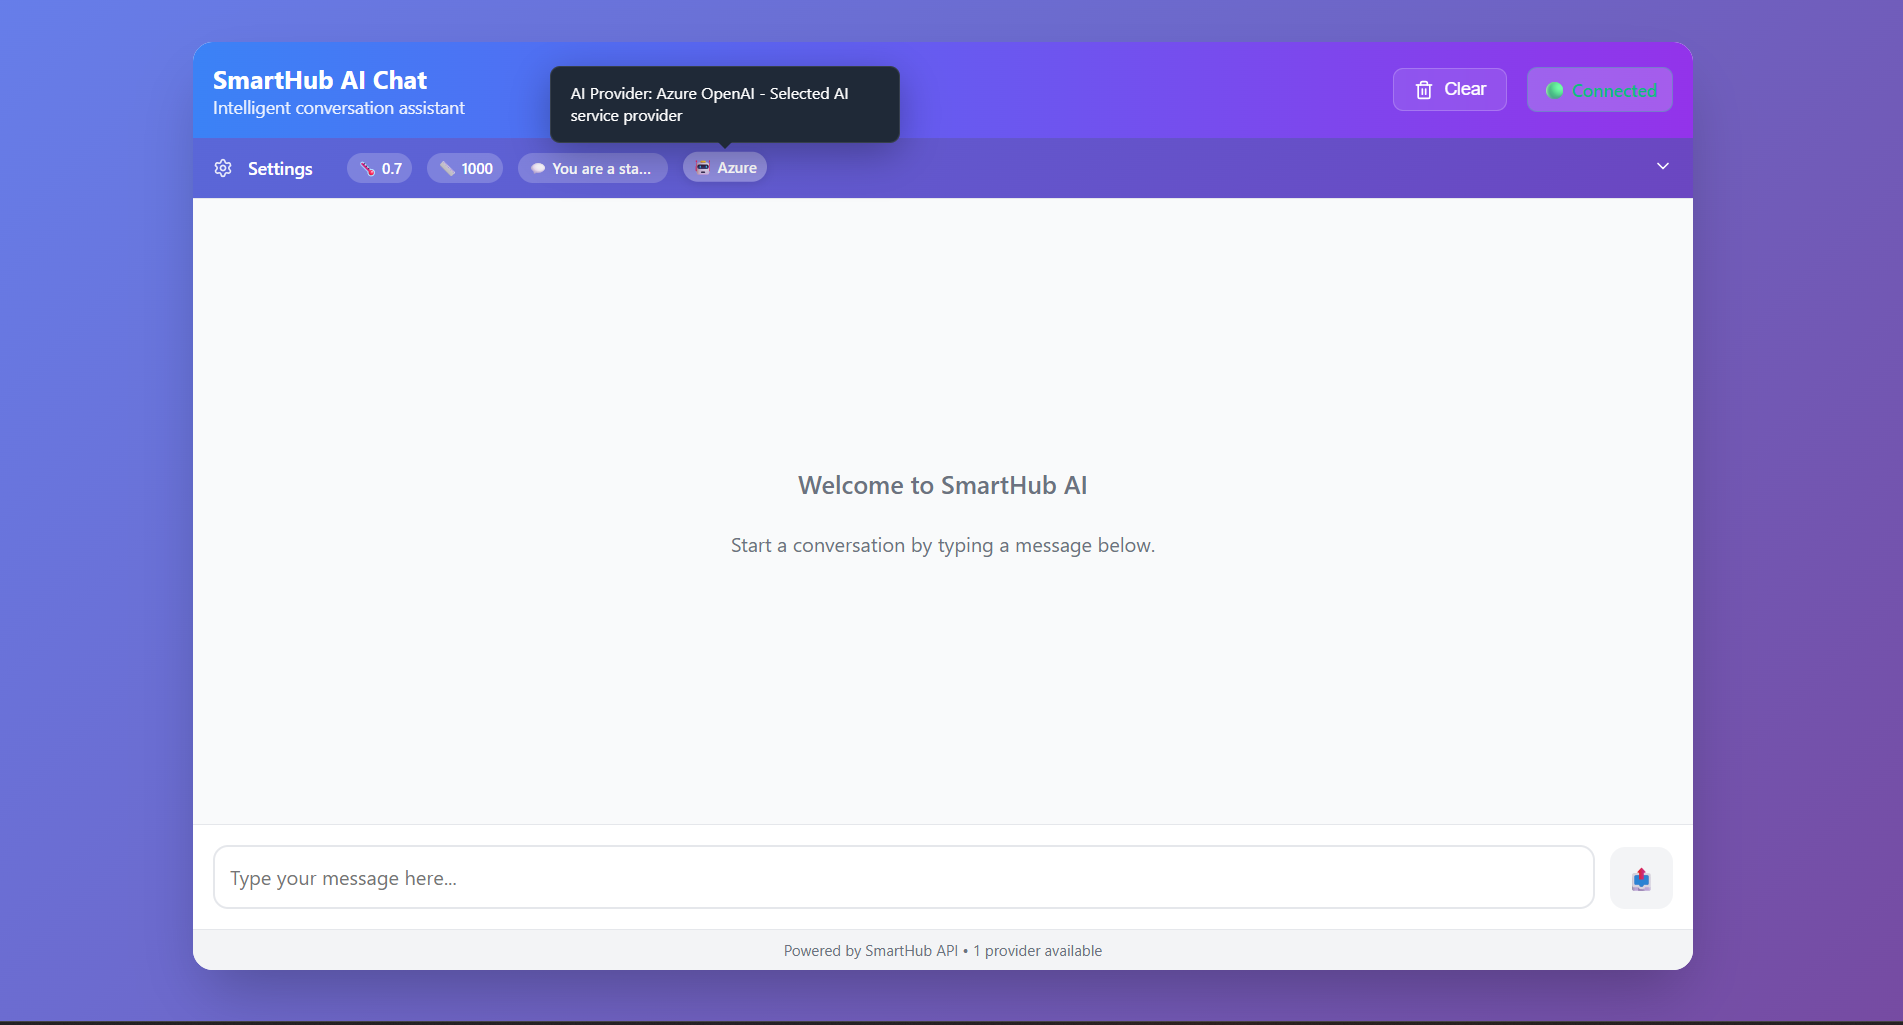 SmartHub AI Chat
Intelligent conversation assistant
AI Provider: Azure OpenAI - Selected AI
service provider
Clear
Connected
Settings
0.7
1000
You are a sta...
Azure
Welcome to SmartHub AI
Start a conversation by typing a message below.
Type your message here...
Powered by SmartHub API • 1 provider available